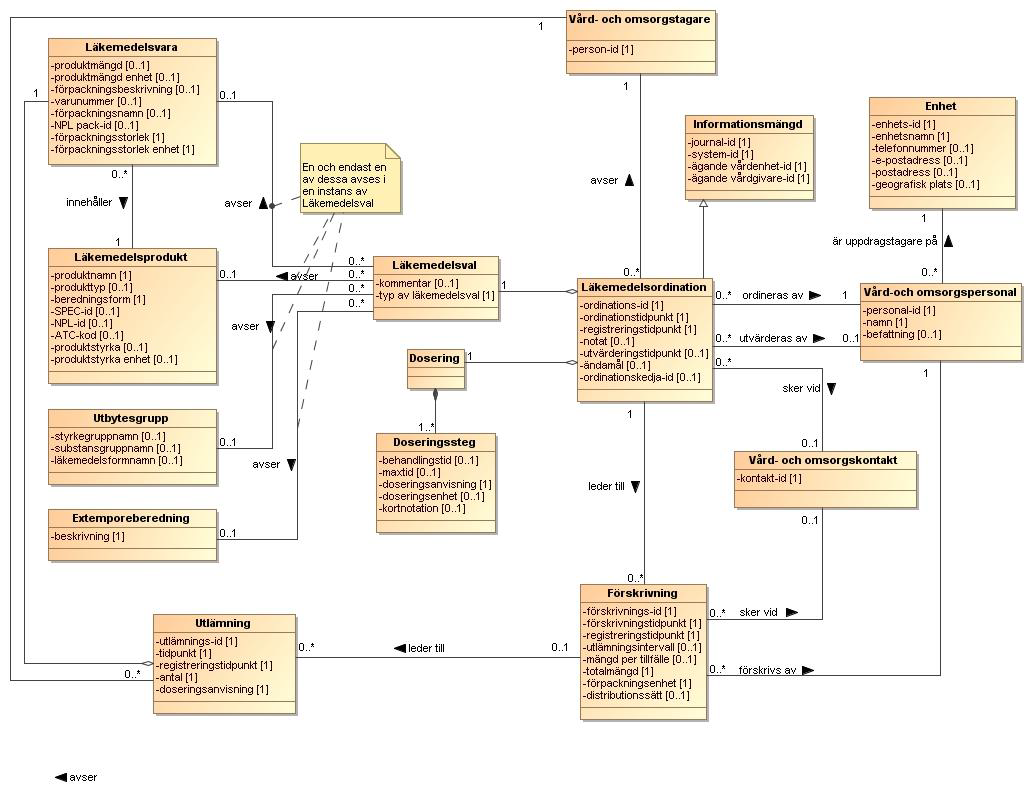 Vård- och omsorgstagare
-person-id [1]
1
1
Läkemedelsvara
-produktmängd [0..1]
-produktmängd enhet [0..1]
-förpackningsbeskrivning [0..1]
-varunummer [0..1]
-förpackningsnamn [0..1]
-NPL pack-id [0..1]
-förpackningsstorlek [1]
-förpackningsstorlek enhet [1]
1
0..1
0..*
innehåller
1
En och endast en
av dessa avses i
en instans av
Läkemedelsval
avser
avser
Informationsmängd
-journal-id [1]
-system-id [1]
-ägande vårdenhet-id [1]
-ägande vårdgivare-id [1]
Enhet
-enhets-id [1]
-enhetsnamn [1]
-telefonnummer [0..1]
-e-postadress [0..1]
-postadress [0..1]
-geografisk plats [0..1]
1
är uppdragstagare på
0..*
Läkemedelsprodukt
-produktnamn [1]
-produkttyp [0..1]
-beredningsform [1]
-SPEC-id [0..1]
-NPL-id [0..1]
-ATC-kod [0..1]
-produktstyrka [0..1]
-produktstyrka enhet [0..1]
0..1
avser
avser
0..*
0..*
0..*
0..*
Läkemedelsval
-kommentar [0..1]
-typ av läkemedelsval [1]
1
0..*
Läkemedelsordination
-ordinations-id [1]
-ordinationstidpunkt [1]
-registreringstidpunkt [1]
-notat [0..1]
-utvärderingstidpunkt [0..1]
-ändamål [0..1]
-ordinationskedja-id [0..1]
0..*
ordineras av
1
0..*
utvärderas av
0..1
0..*
Vård-och omsorgspersonal
-personal-id [1]
-namn [1]
-befattning [0..1]
1
Dosering
1
1..*
Doseringssteg
-behandlingstid [0..1]
-maxtid [0..1]
-doseringsanvisning [1]
-doseringsenhet [0..1]
-kortnotation [0..1]
sker vid
0..1
Utbytesgrupp
-styrkegruppnamn [0..1]
-substansgruppnamn [0..1]
-läkemedelsformnamn [0..1]
0..1
avser
1
leder till
0..*
Vård- och omsorgskontakt
-kontakt-id [1]
0..1
Extemporeberedning
-beskrivning [1]
0..1
Förskrivning
-förskrivnings-id [1]
-förskrivningstidpunkt [1]
-registreringstidpunkt [1]
-utlämningsintervall [0..1]
-mängd per tillfälle [0..1]
-totalmängd [1]
-förpackningsenhet [1]
-distributionssätt [0..1]
0..*
sker vid
0..*
förskrivs av
0..1
leder till
0..*
Utlämning
-utlämnings-id [1]
-tidpunkt [1]
-registreringstidpunkt [1]
-antal [1]
-doseringsanvisning [1]
0..*
avser